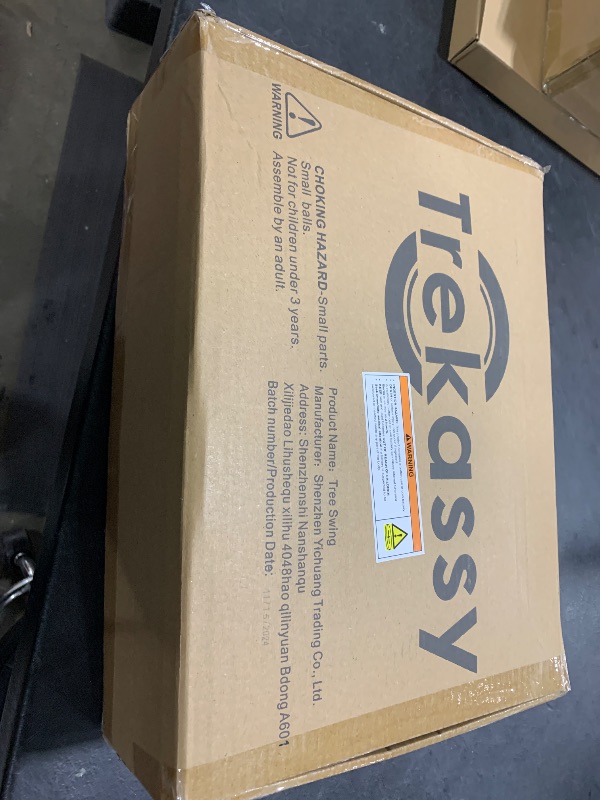 Trekassy
WARNING
WARNING
CHOKING HAZARD-Small parts.
Small balls.
Not for children under 3 years.
Assemble by an adult.
Product Name: Tree Swing
Manufacturer: Shenzhen Yichuang Trading Co., Ltd.
Address: Shenzhenshi Nanshanqu
Xilijiedao Lihushequ xilihu 4048hao qilinyuan Bdong A601
Batch number/Production Date: